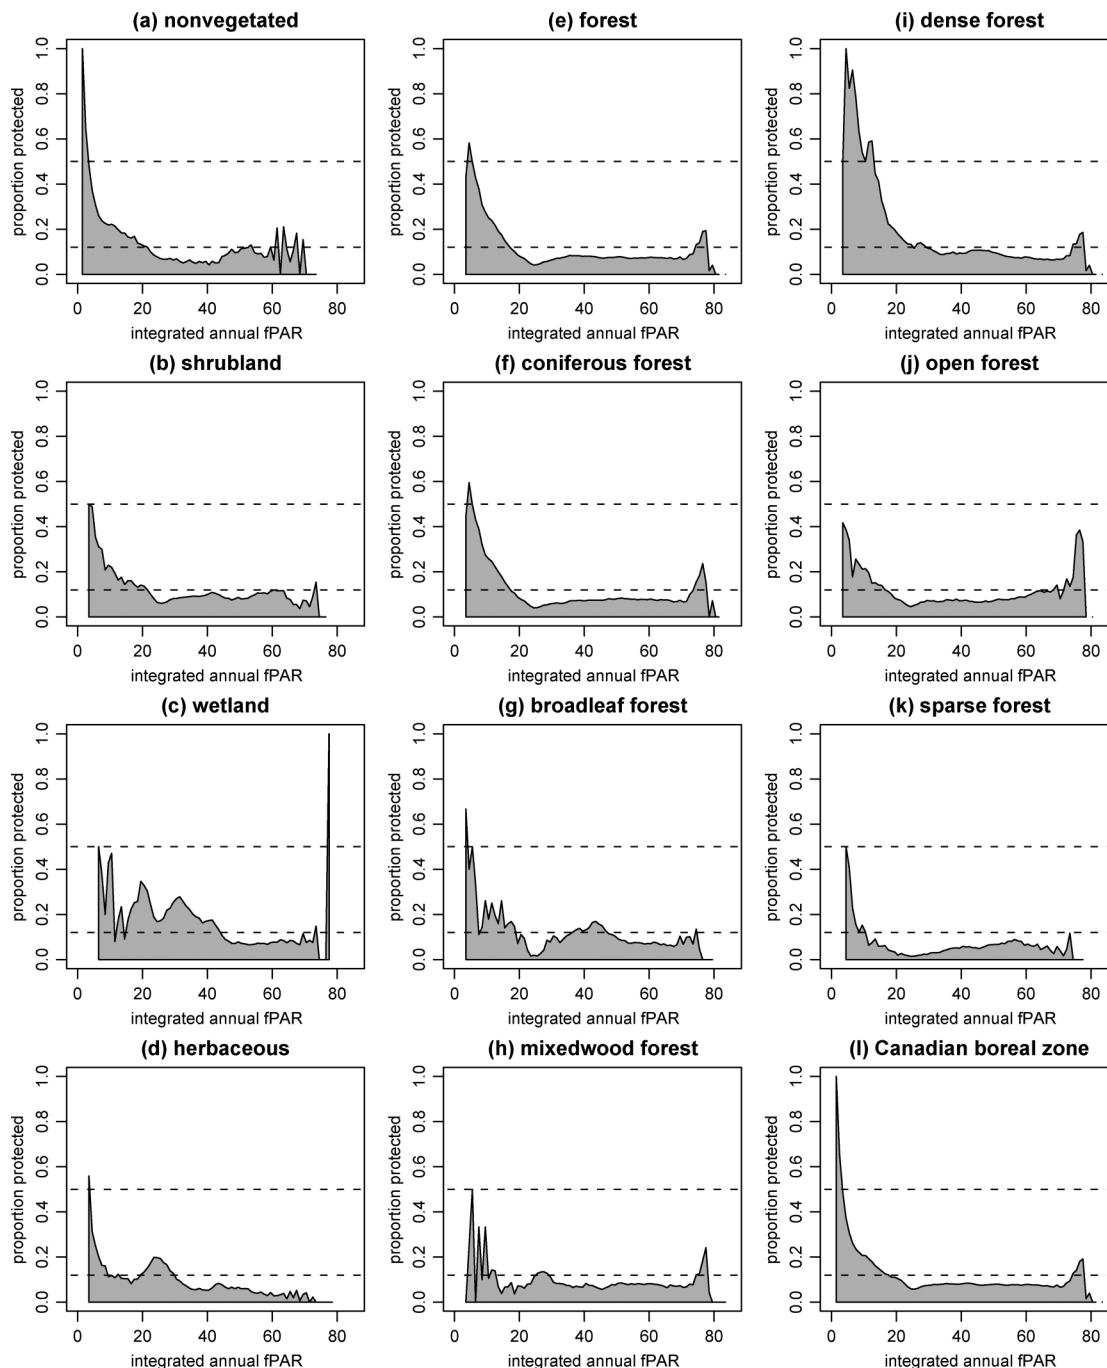 (a) nonvegetated
proportion protected
1.0
0.8
0.6
0.4
0.2
0.0
0 20 40 60 80
integrated annual fPAR
(e) forest
proportion protected
1.0
0.8
0.6
0.4
0.2
0.0
0 20 40 60 80
integrated annual fPAR
(i) dense forest
proportion protected
1.0
0.8
0.6
0.4
0.2
0.0
0 20 40 60 80
integrated annual fPAR
(b) shrubland
proportion protected
1.0
0.8
0.6
0.4
0.2
0.0
0 20 40 60 80
integrated annual fPAR
(f) coniferous forest
proportion protected
1.0
0.8
0.6
0.4
0.2
0.0
0 20 40 60 80
integrated annual fPAR
(j) open forest
proportion protected
1.0
0.8
0.6
0.4
0.2
0.0
0 20 40 60 80
integrated annual fPAR
(c) wetland
proportion protected
1.0
0.8
0.6
0.4
0.2
0.0
0 20 40 60 80
integrated annual fPAR
(g) broadleaf forest
proportion protected
1.0
0.8
0.6
0.4
0.2
0.0
0 20 40 60 80
integrated annual fPAR
(k) sparse forest
proportion protected
1.0
0.8
0.6
0.4
0.2
0.0
0 20 40 60 80
integrated annual fPAR
(d) herbaceous
proportion protected
1.0
0.8
0.6
0.4
0.2
0.0
0 20 40 60 80
integrated annual fPAR
(h) mixedwood forest
proportion protected
1.0
0.8
0.6
0.4
0.2
0.0
0 20 40 60 80
integrated annual fPAR
(l) Canadian boreal zone
proportion protected
1.0
0.8
0.6
0.4
0.2
0.0
0 20 40 60 80
integrated annual fPAR